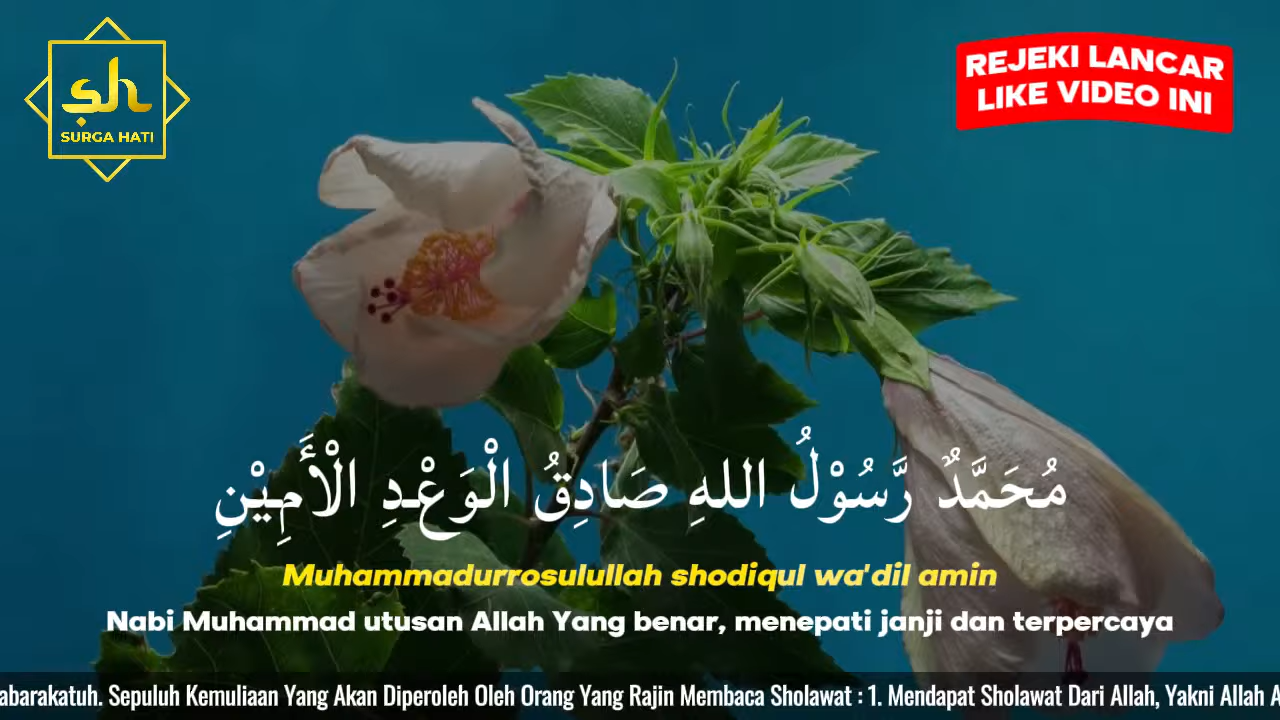 sh
SURGA HATI
REJEKI LANCAR
LIKE VIDEO INI
مُحَمَّدٌ رَّسُوْلُ اللهِ صَادِقُ الْوَعْدِ الْأَمِيْنِ
Muhammadurrosulullah shodiqul wa'dil amin
Nabi Muhammad utusan Allah Yang benar, menepati janji dan terpercaya
abarakatuh. Sepuluh Kemuliaan Yang Akan Diperoleh Oleh Orang Yang Rajin Membaca Sholawat : 1. Mendapat Sholawat Dari Allah, Yakni Allah A